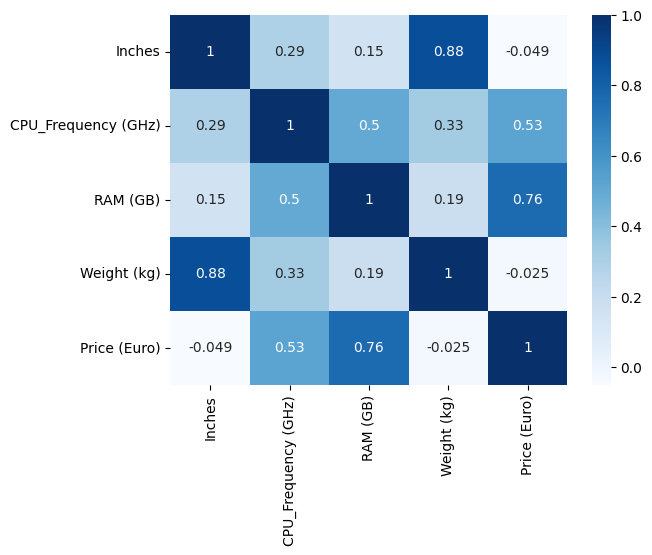 Inches 1 0.29 0.15 0.88 -0.049
CPU_Frequency (GHz) 0.29 1 0.5 0.33 0.53
RAM (GB) 0.15 0.5 1 0.19 0.76
Weight (kg) 0.88 0.33 0.19 1 -0.025
Price (Euro) -0.049 0.53 0.76 -0.025 1
Inches
CPU_Frequency (GHz)
RAM (GB)
Weight (kg)
Price (Euro)
1.0
0.8
0.6
0.4
0.2
0.0